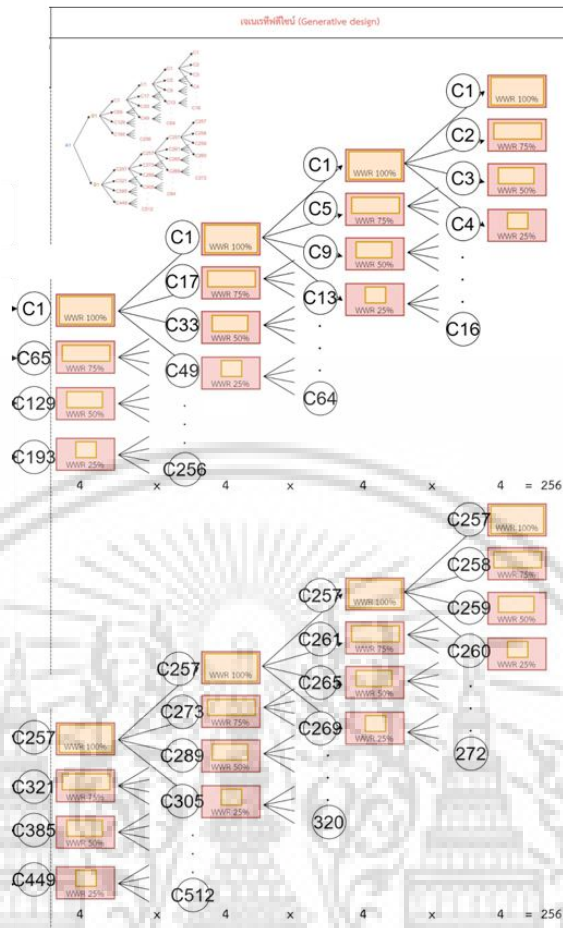 เจเนเรทีฟดีไซน์ (Generative design)
C1
WWR 100%
C2
WWR 75%
C3
WWR 50%
C4
WWR 25%
C16
C1
WWR 100%
C5
WWR 75%
C9
WWR 50%
C13
WWR 25%
C64
C1
WWR 100%
C17
WWR 75%
C33
WWR 50%
C49
WWR 25%
C256
C1
WWR 100%
C65
WWR 75%
C129
WWR 50%
C193
WWR 25%
4 x 4 x 4 x 4 = 256
C257
WWR 100%
C258
WWR 75%
C259
WWR 50%
C260
WWR 25%
272
C257
WWR 100%
C261
WWR 75%
C265
WWR 50%
C269
WWR 25%
320
C257
WWR 100%
C273
WWR 75%
C289
WWR 50%
C305
WWR 25%
C512
C257
WWR 100%
C321
WWR 75%
C385
WWR 50%
C449
WWR 25%
4 x 4 x 4 x 4 = 256